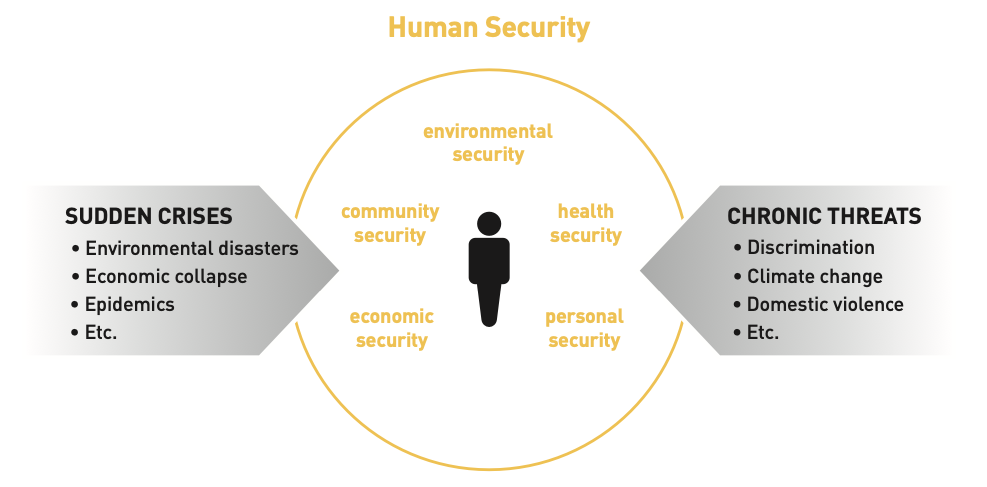 Human Security
environmental
security
community
security
health
security
economic
security
personal
security
SUDDEN CRISES
• Environmental disasters
• Economic collapse
• Epidemics
• Etc.
CHRONIC THREATS
• Discrimination
• Climate change
• Domestic violence
• Etc.